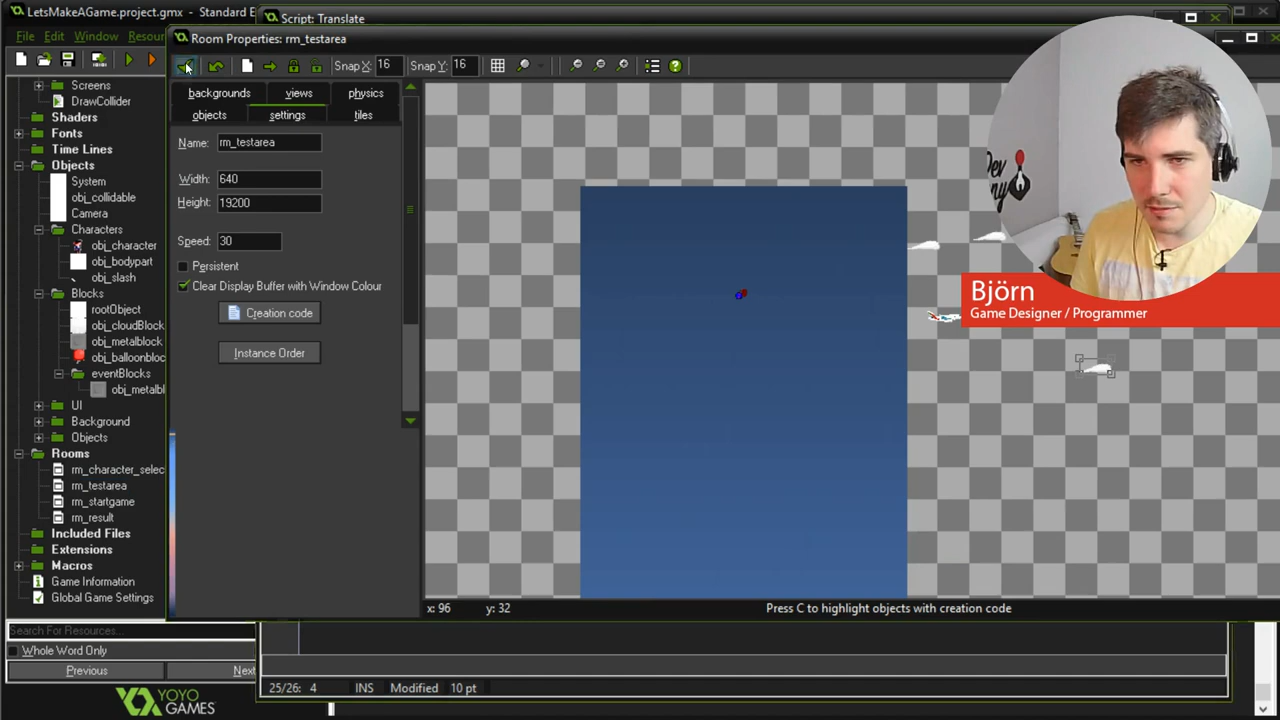 LetsMakeAGame.project.gmx - Standard E
Script: Translate
File Edit Window Resour
Room Properties: rm_testarea
Snap X: 16 Snap Y: 16
backgrounds views physics
objects settings tiles
Name: rm_testarea
Width: 640
Height: 19200
Speed: 30
Persistent
Clear Display Buffer with Window Colour
Creation code
Instance Order
Screens
DrawCollider
Shaders
Fonts
Time Lines
Objects
System
obj_collidable
Camera
Characters
obj_character
obj_bodypart
obj_slash
Blocks
rootObject
obj_cloudBlock
obj_metalblock
obj_balloonbloc
eventBlocks
obj_metalbl
UI
Background
Objects
Rooms
rm_character_selec
rm_testarea
rm_startgame
rm_result
Included Files
Extensions
Macros
Game Information
Global Game Settings
Search For Resources...
Whole Word Only
Previous Next
YOYO
GAMES
x: 96 y: 32 Press C to highlight objects with creation code
25/26: 4 INS Modified 10 pt
Dev
Björn
Game Designer / Programmer